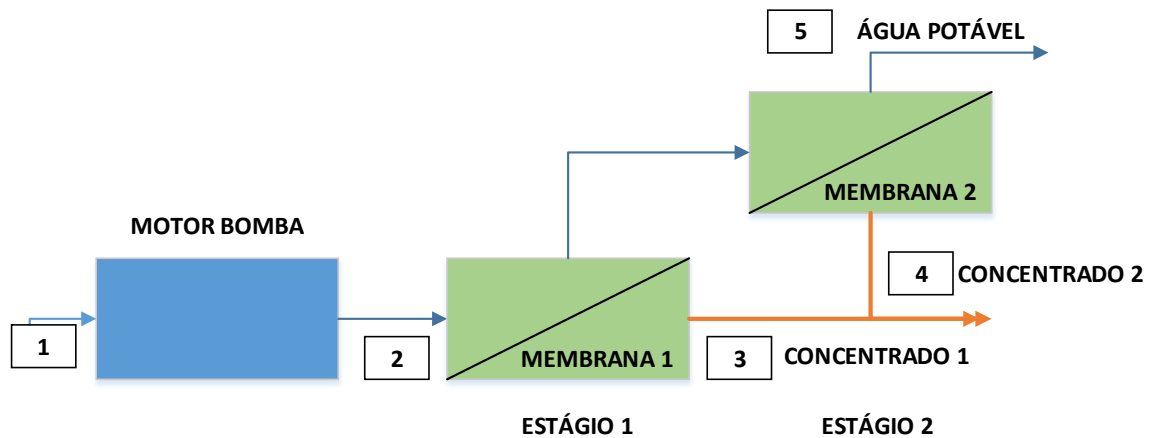 5 ÁGUA POTÁVEL
MEMBRANA 2
MOTOR BOMBA
4 CONCENTRADO 2
1
2
MEMBRANA 1
3 CONCENTRADO 1
ESTÁGIO 1
ESTÁGIO 2